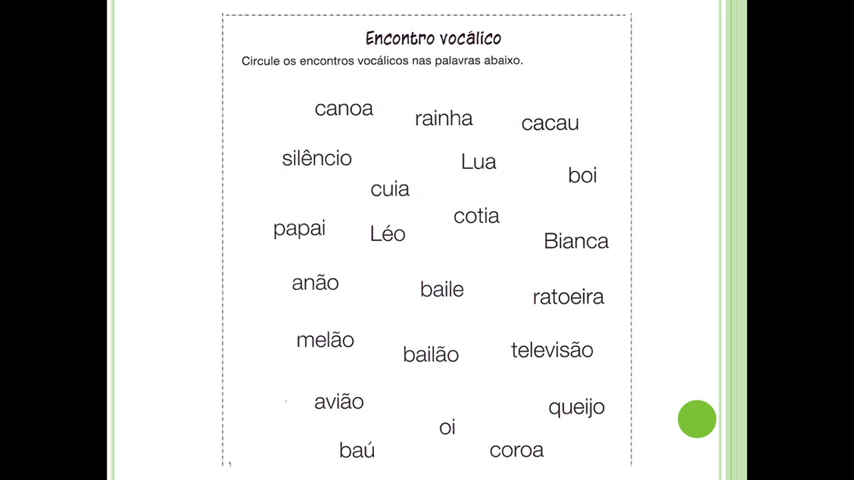 Encontro vocálico
Circule os encontros vocálicos nas palavras abaixo.
canoa
rainha
cacau
silêncio
Lua
boi
cuia
cotia
papai
Léo
Bianca
anão
baile
ratoeira
melão
bailão
televisão
avião
queijo
oi
baú
coroa